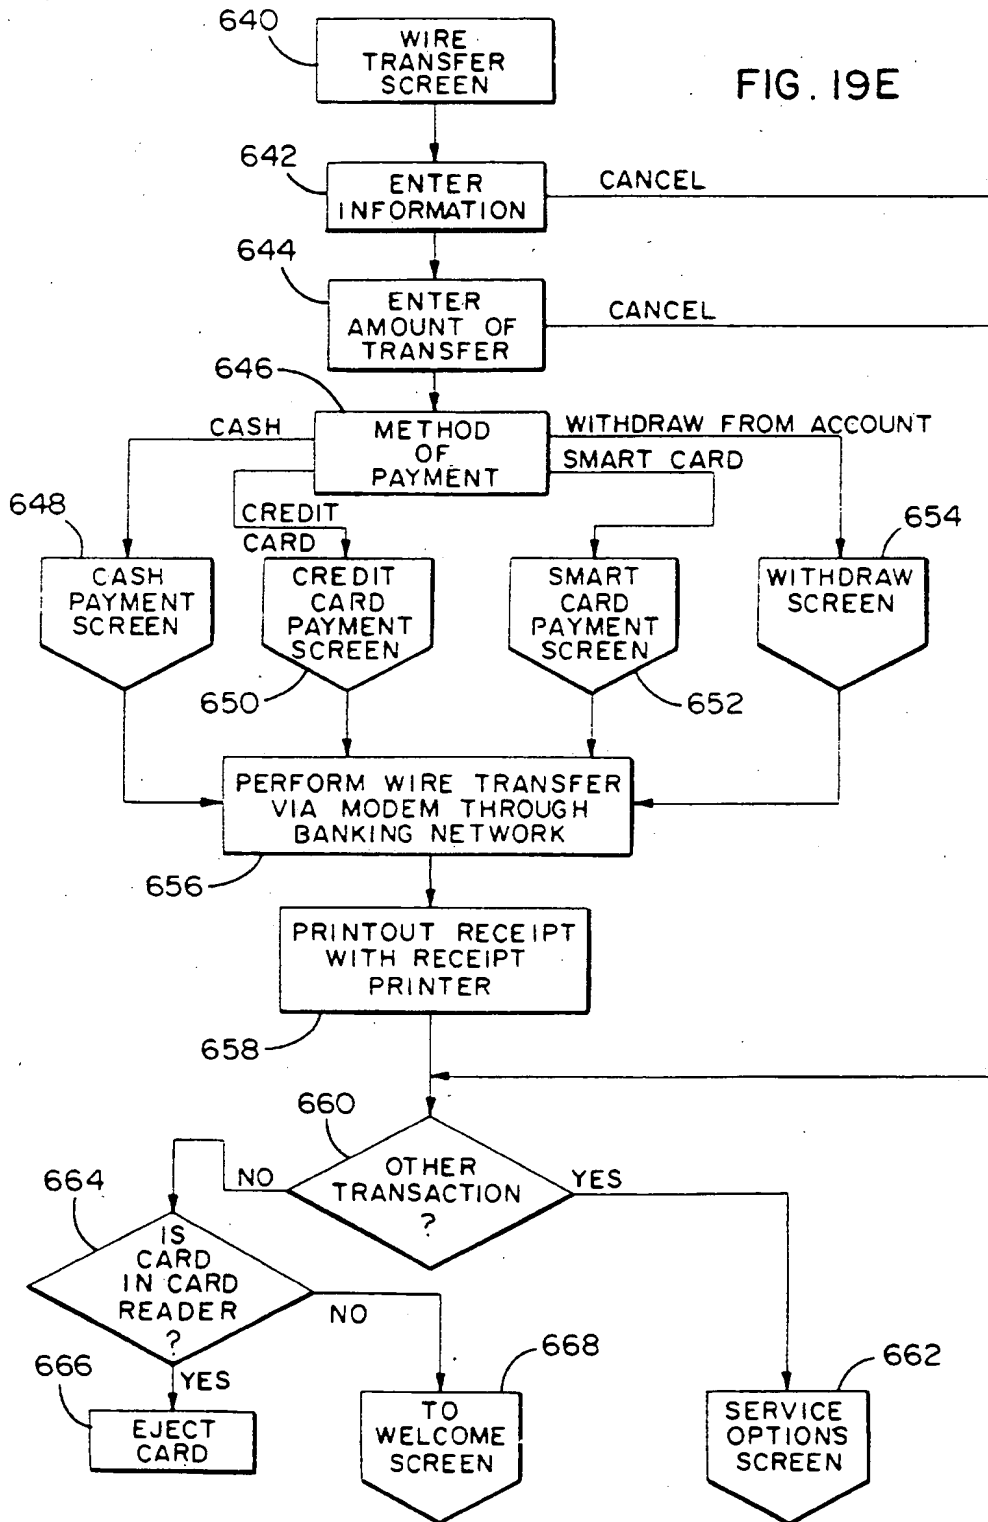 640
WIRE
TRANSFER
SCREEN
FIG. 19E
642
ENTER
INFORMATION
CANCEL
644
ENTER
AMOUNT OF
TRANSFER
CANCEL
646
METHOD
OF
PAYMENT
CASH
WITHDRAW FROM ACCOUNT
SMART CARD
CREDIT
CARD
648
CASH
PAYMENT
SCREEN
CREDIT
CARD
PAYMENT
SCREEN
650
SMART
CARD
PAYMENT
SCREEN
652
654
WITHDRAW
SCREEN
PERFORM WIRE TRANSFER
VIA MODEM THROUGH
BANKING NETWORK
656
PRINTOUT RECEIPT
WITH RECEIPT
PRINTER
658
660
OTHER
TRANSACTION
?
NO
YES
664
IS
CARD
IN CARD
READER
?
NO
YES
666
EJECT
CARD
668
TO
WELCOME
SCREEN
662
SERVICE
OPTIONS
SCREEN